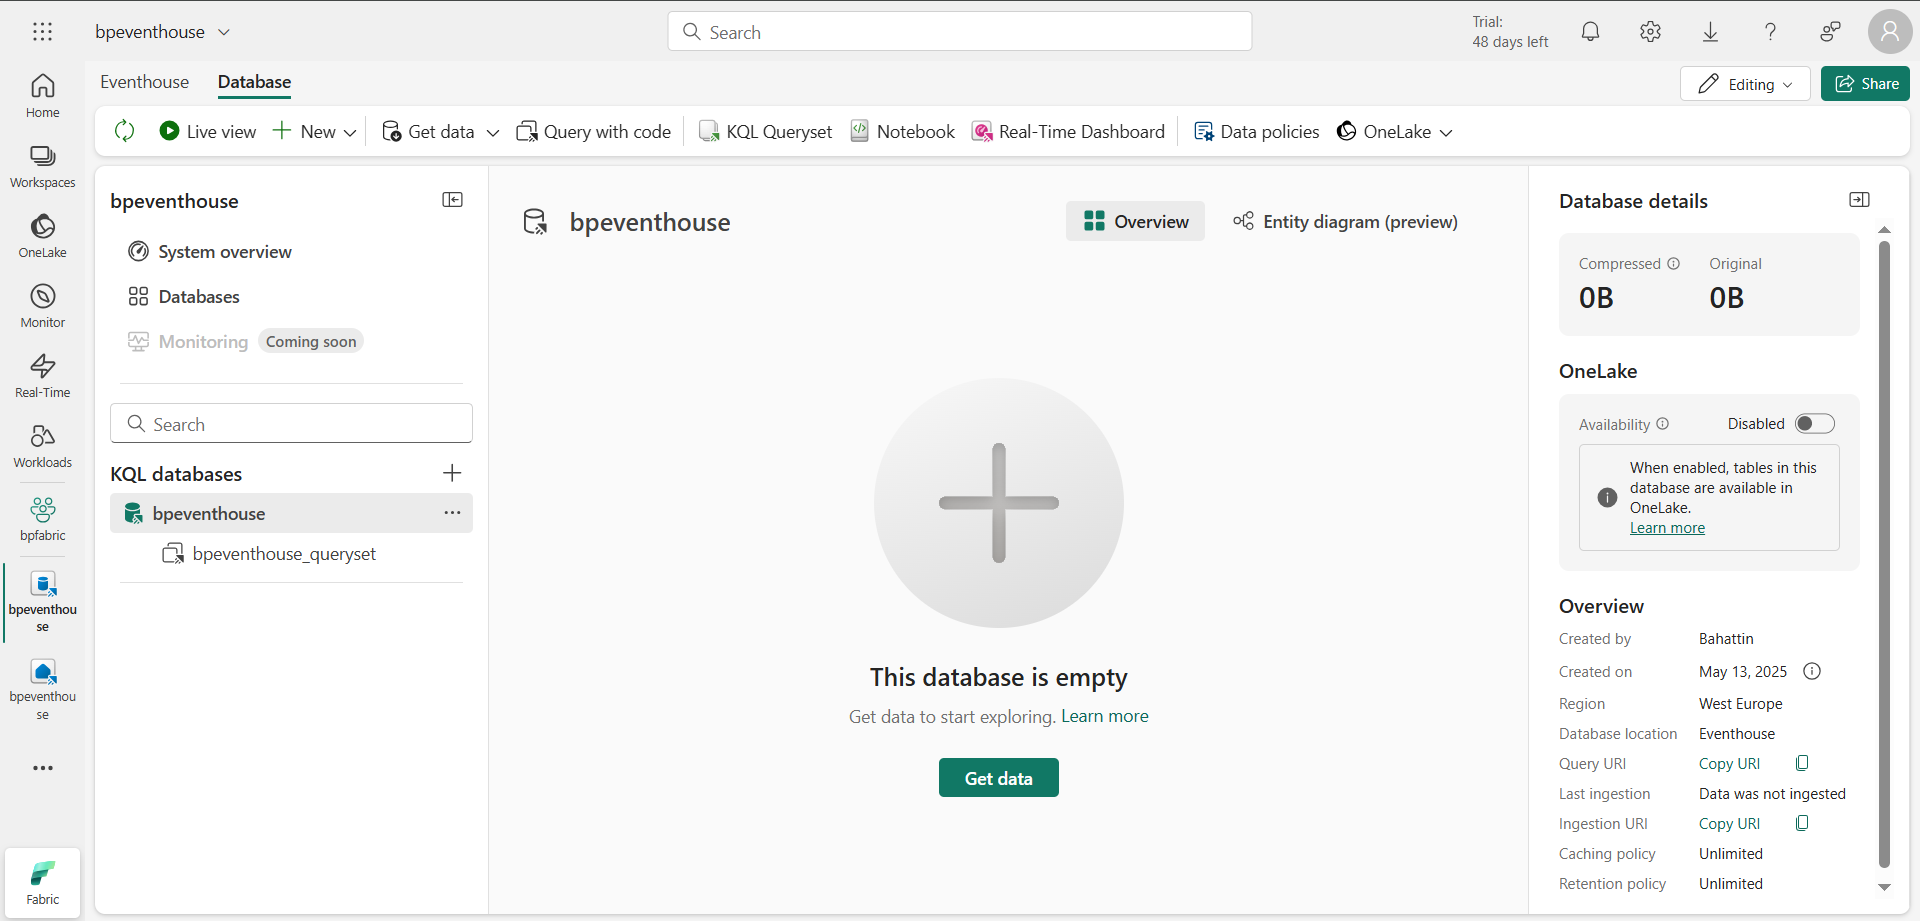 bpeventhouse
Search
Trial:
48 days left
Home
Workspaces
OneLake
Monitor
Real-Time
Workloads
bpfabric
bpeventhou
se
bpeventhou
se
Fabric
Eventhouse Database
Editing
Share
Live view New Get data Query with code KQL Queryset Notebook Real-Time Dashboard Data policies OneLake
bpeventhouse
System overview
Databases
Monitoring Coming soon
Search
KQL databases
bpeventhouse
bpeventhouse_queryset
bpeventhouse
Overview
Entity diagram (preview)
This database is empty
Get data to start exploring. Learn more
Get data
Database details
Compressed Original
0B 0B
OneLake
Availability Disabled
When enabled, tables in this
database are available in
OneLake.
Learn more
Overview
Created by Bahattin
Created on May 13, 2025
Region West Europe
Database location Eventhouse
Query URI Copy URI
Last ingestion Data was not ingested
Ingestion URI Copy URI
Caching policy Unlimited
Retention policy Unlimited